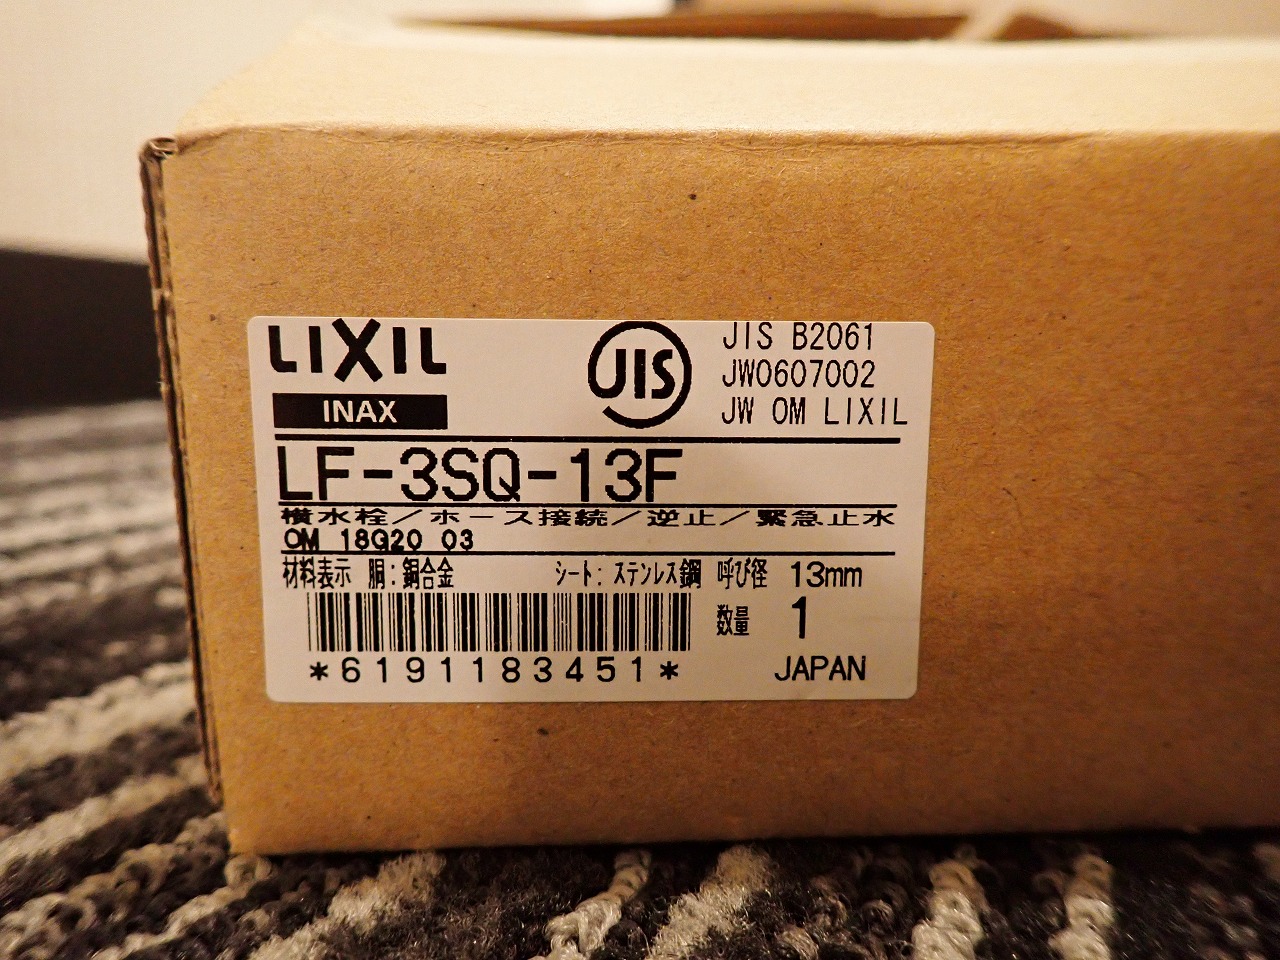 LIXIL
INAX
JIS
JIS B2061
JW0607002
JW OM LIXIL
LF-3SQ-13F
横水栓/ホース接続/逆止/緊急止水
OM 18G20 03
材料表示 胴:銅合金 シート:ステンレス鋼 呼び径 13mm
数量 1
*6191183451*
JAPAN